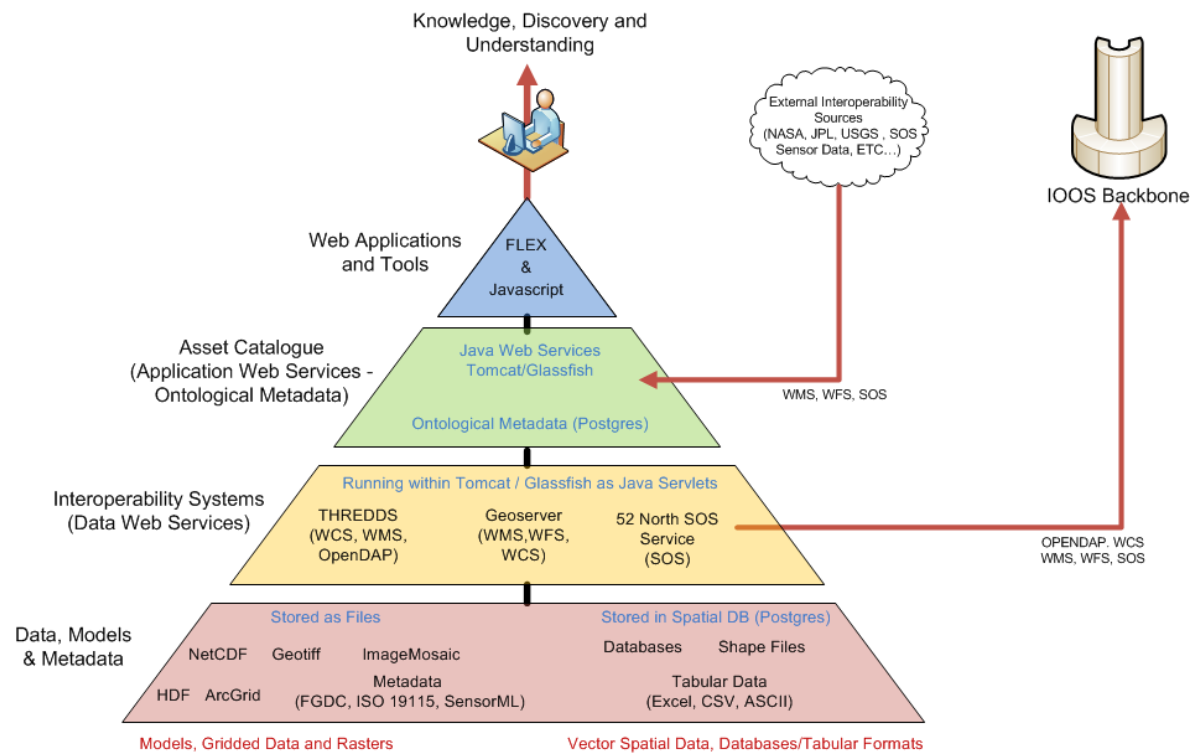 Knowledge, Discovery and
Understanding
External Interoperability
Sources
(NASA, JPL, USGS , SOS
Sensor Data, ETC...)
IOOS Backbone
Web Applications
and Tools
FLEX
&
Javascript
Asset Catalogue
(Application Web Services -
Ontological Metadata)
Java Web Services
Tomcat/Glassfish
Ontological Metadata (Postgres)
WMS, WFS, SOS
Interoperability Systems
(Data Web Services)
Running within Tomcat / Glassfish as Java Servlets
THREDDS
(WCS, WMS,
OpenDAP)
Geoserver
(WMS,WFS,
WCS)
52 North SOS
Service
(SOS)
OPENDAP. WCS
WMS, WFS, SOS
Data, Models
& Metadata
Stored as Files
NetCDF
Geotiff
ImageMosaic
HDF
ArcGrid
Metadata
(FGDC, ISO 19115, SensorML)
Stored in Spatial DB (Postgres)
Databases
Shape Files
Tabular Data
(Excel, CSV, ASCII)
Models, Gridded Data and Rasters
Vector Spatial Data, Databases/Tabular Formats